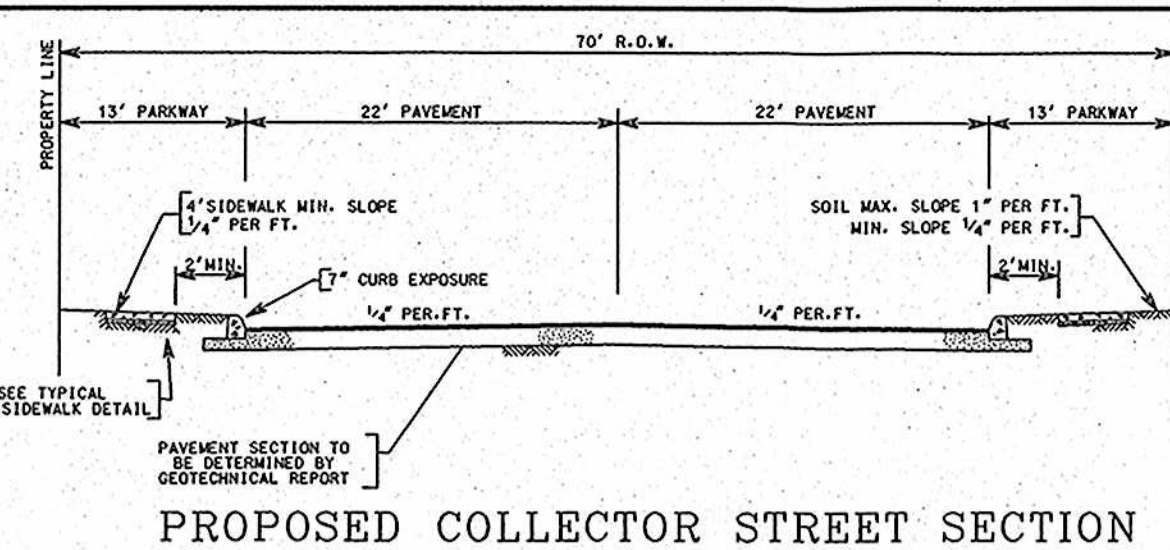 70' R.O.W.
PROPERTY LINE
13' PARKWAY
22' PAVEMENT
22' PAVEMENT
13' PARKWAY
4' SIDEWALK MIN. SLOPE
1/4" PER FT.
SOIL MAX. SLOPE 1" PER FT.
MIN. SLOPE 1/4" PER FT.
2' MIN.
7" CURB EXPOSURE
2' MIN.
1/4" PER.FT.
1/4" PER.FT.
SEE TYPICAL
SIDEWALK DETAIL
PAVEMENT SECTION TO
BE DETERMINED BY
GEOTECHNICAL REPORT
PROPOSED COLLECTOR STREET SECTION